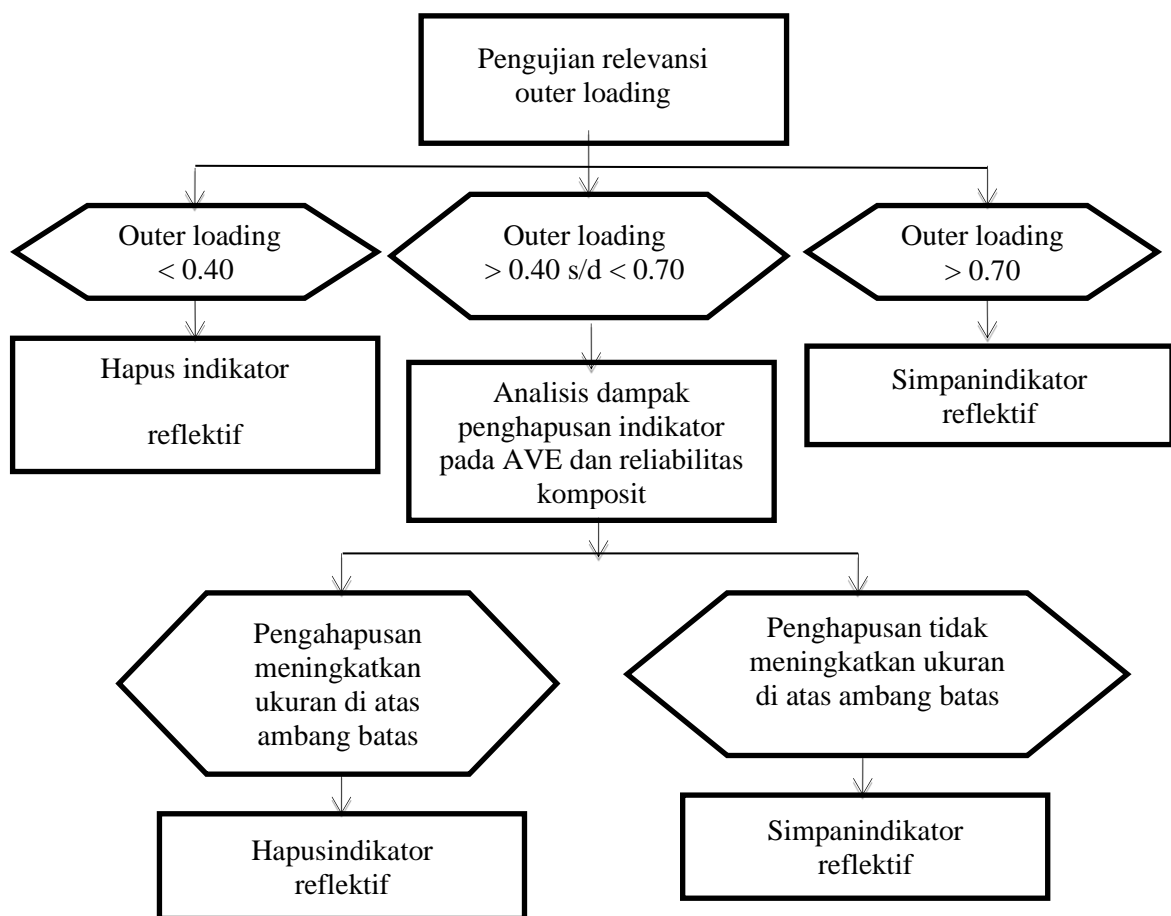 Pengujian relevansi
outer loading
Outer loading
< 0.40
Outer loading
> 0.40 s/d < 0.70
Outer loading
> 0.70
Hapus indikator
reflektif
Analisis dampak
penghapusan indikator
pada AVE dan reliabilitas
komposit
Simpanindikator
reflektif
Pengahapusan
meningkatkan
ukuran di atas
ambang batas
Penghapusan tidak
meningkatkan ukuran
di atas ambang batas
Hapusindikator
reflektif
Simpanindikator
reflektif